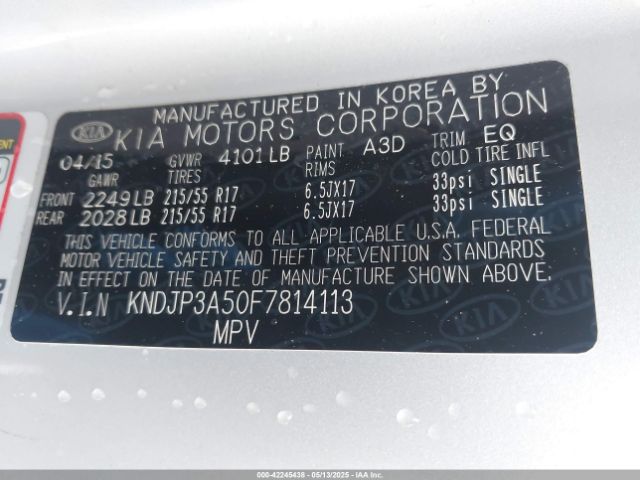 MANUFACTURED IN KOREA BY
KIA KIA MOTORS CORPORATION
04/15 GVWR 4101LB PAINT A3D TRIM EQ
GAWR TIRES RIMS COLD TIRE INFL
FRONT 2249LB 215/55 R17 6.5JX17 33psi SINGLE
REAR 2028LB 215/55 R17 6.5JX17 33psi SINGLE
THIS VEHICLE CONFORMS TO ALL APPLICABLE U.S.A. FEDERAL
MOTOR VEHICLE SAFETY AND THEFT PREVENTION STANDARDS
IN EFFECT ON THE DATE OF MANUFACTURE SHOWN ABOVE:
V.I.N KNDJP3A50F7814113
MPV
000-42245438 - 05/13/2025 - IAAI.CA